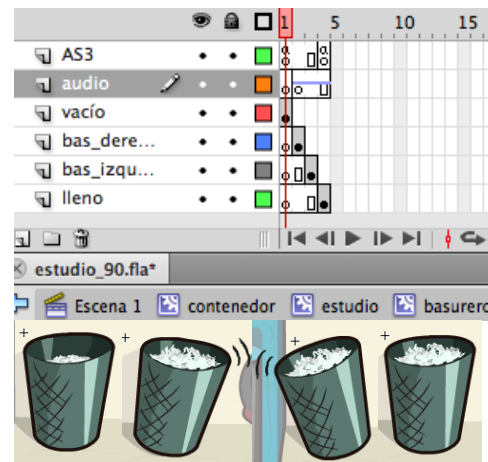 1 5 10 15
AS3
audio
vacío
bas_dere...
bas_izqu...
lleno
estudio_90.fla*
Escena 1 contenedor estudio basurero